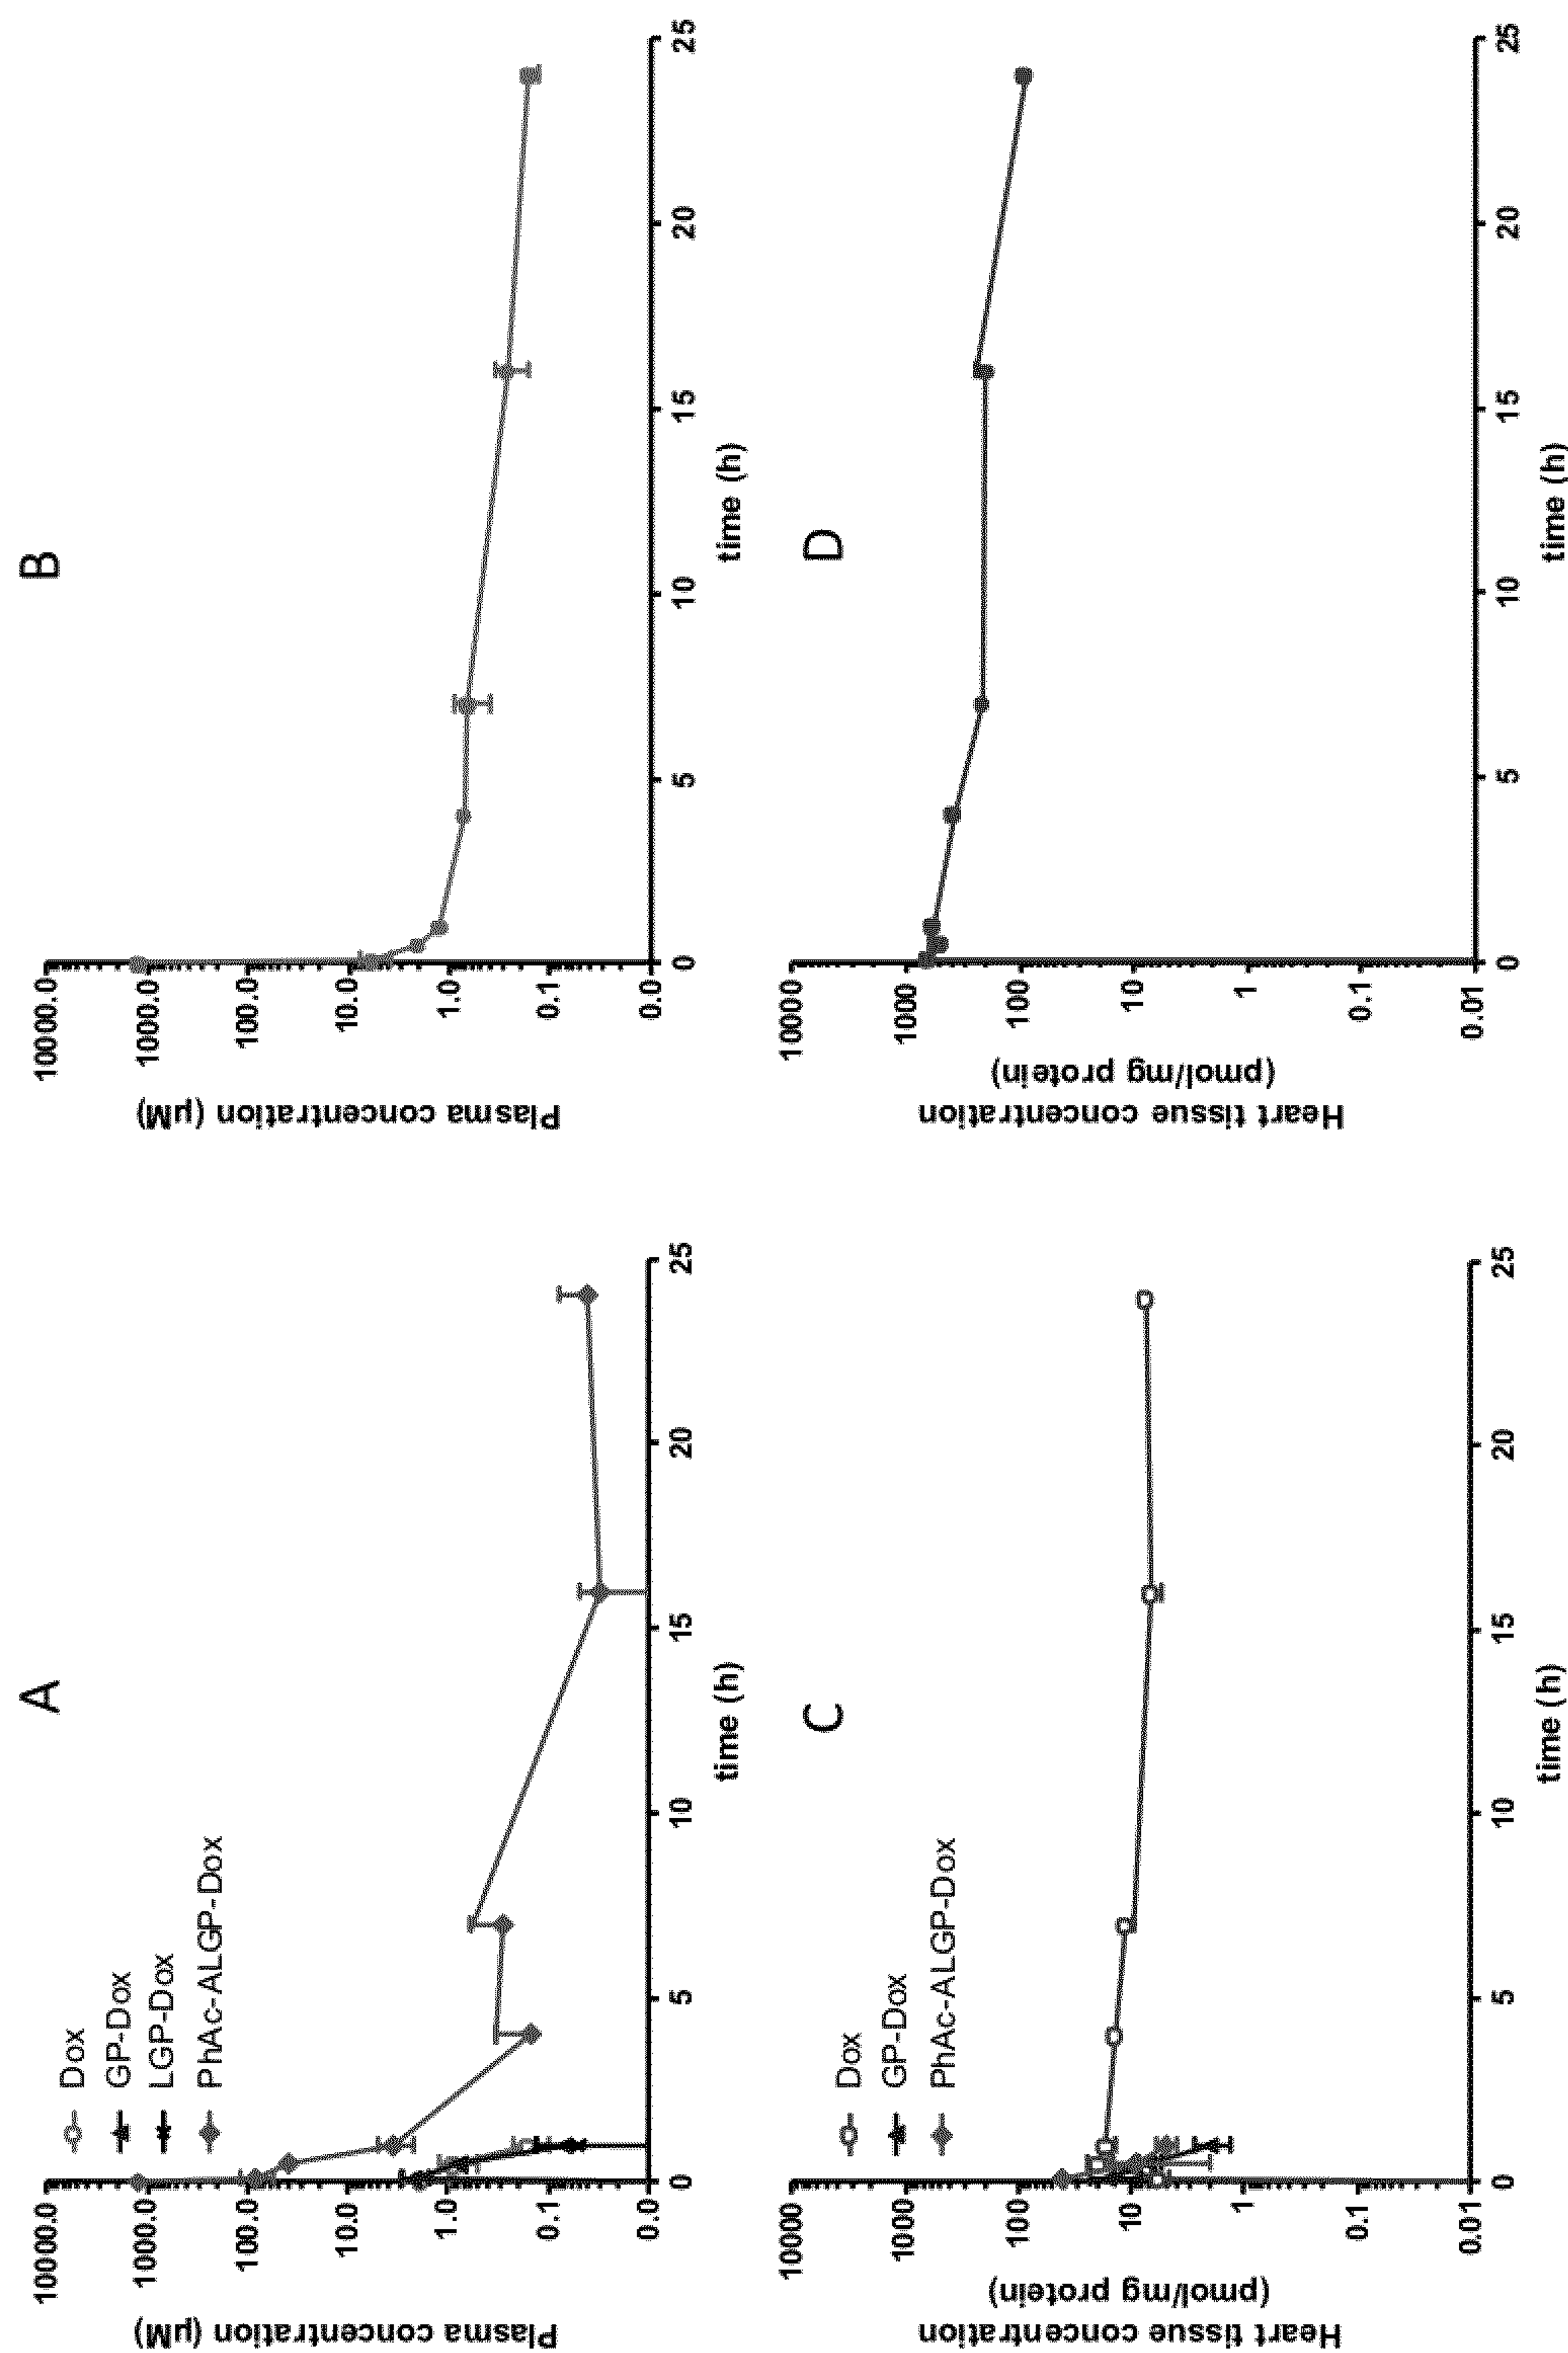 A
Plasma concentration (μM)
10000.0
1000.0
100.0
10.0
1.0
0.1
0.0
Dox
GP-Dox
LGP-Dox
PhAc-ALGP-Dox
0 5 10 15 20 25
time (h)
B
Plasma concentration (μM)
10000.0
1000.0
100.0
10.0
1.0
0.1
0.0
0 5 10 15 20 25
time (h)
C
Heart tissue concentration
(pmol/mg protein)
10000
1000
100
10
1
0.1
0.01
Dox
GP-Dox
PhAc-ALGP-Dox
0 5 10 15 20 25
time (h)
D
Heart tissue concentration
(pmol/mg protein)
10000
1000
100
10
1
0.1
0.01
0 5 10 15 20 25
time (h)